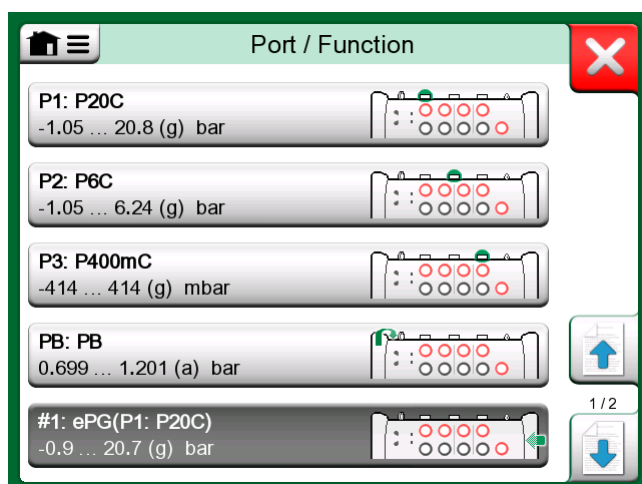 Port / Function
P1: P20C
-1.05 ... 20.8 (g) bar
P2: P6C
-1.05 ... 6.24 (g) bar
P3: P400mC
-414 ... 414 (g) mbar
PB: PB
0.699 ... 1.201 (a) bar
1 / 2
#1: ePG(P1: P20C)
-0.9 ... 20.7 (g) bar